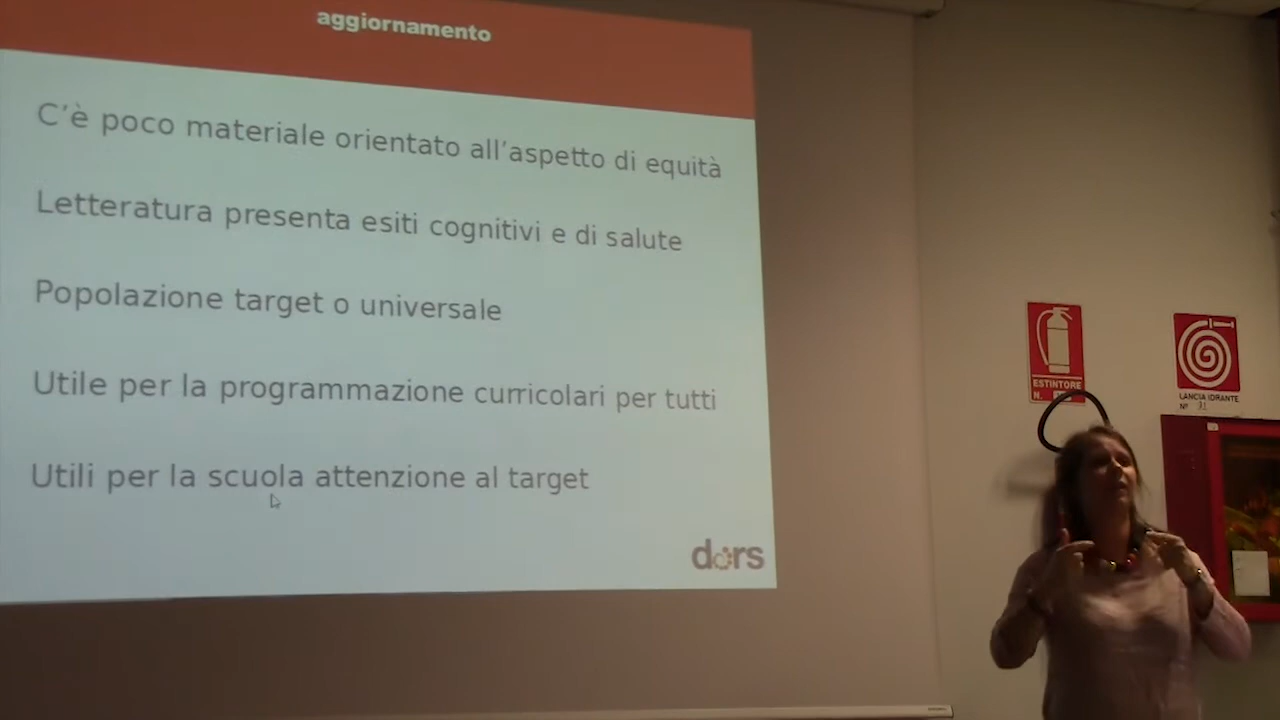 aggiornamento
C'è poco materiale orientato all'aspetto di equità
Letteratura presenta esiti cognitivi e di salute
Popolazione target o universale
Utile per la programmazione curricolari per tutti
Utili per la scuola attenzione al target
dors
ESTINTORE
N.
LANCIA IDRANTE
N° 31